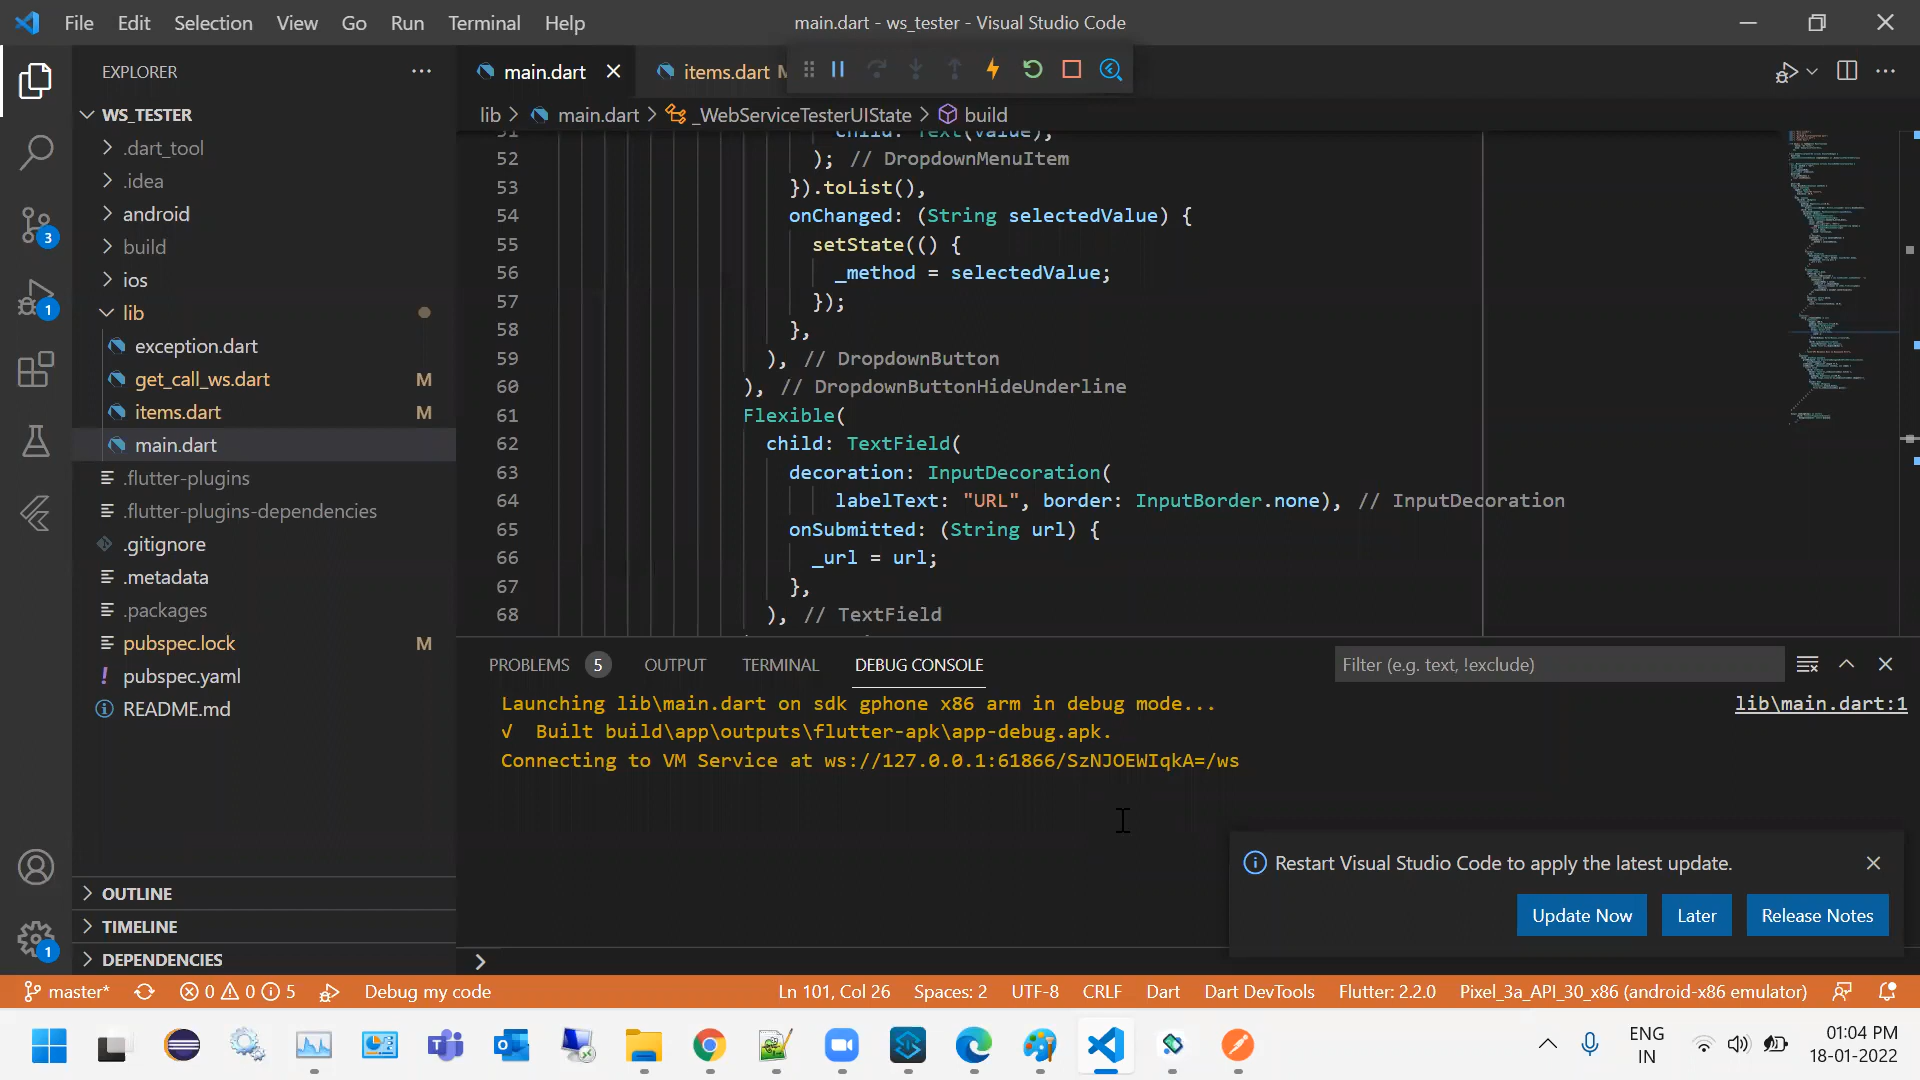 File Edit Selection View Go Run Terminal Help
main.dart - ws_tester - Visual Studio Code
EXPLORER
main.dart
items.dart M
lib > main.dart > _WebServiceTesterUIState > build
WS_TESTER
.dart_tool
.idea
android
build
ios
lib
exception.dart
get_call_ws.dart M
items.dart M
main.dart
.flutter-plugins
.flutter-plugins-dependencies
.gitignore
.metadata
.packages
pubspec.lock M
pubspec.yaml
README.md
OUTLINE
TIMELINE
DEPENDENCIES
3
1
1
51 child: Text(value),
52 ); // DropdownMenuItem
53 }).toList(),
54 onChanged: (String selectedValue) {
55 setState(() {
56 _method = selectedValue;
57 });
58 },
59 ), // DropdownButton
60 ), // DropdownButtonHideUnderline
61 Flexible(
62 child: TextField(
63 decoration: InputDecoration(
64 labelText: "URL", border: InputBorder.none), // InputDecoration
65 onSubmitted: (String url) {
66 _url = url;
67 },
68 ), // TextField
PROBLEMS 5 OUTPUT TERMINAL DEBUG CONSOLE
Filter (e.g. text, !exclude)
Launching lib\main.dart on sdk gphone x86 arm in debug mode...
lib\main.dart:1
√ Built build\app\outputs\flutter-apk\app-debug.apk.
Connecting to VM Service at ws://127.0.0.1:61866/SzNJOEWIqkA=/ws
Restart Visual Studio Code to apply the latest update.
Update Now Later Release Notes
master* 0 0 5 Debug my code
Ln 101, Col 26 Spaces: 2 UTF-8 CRLF Dart Dart DevTools Flutter: 2.2.0 Pixel_3a_API_30_x86 (android-x86 emulator)
ENG
IN
01:04 PM
18-01-2022